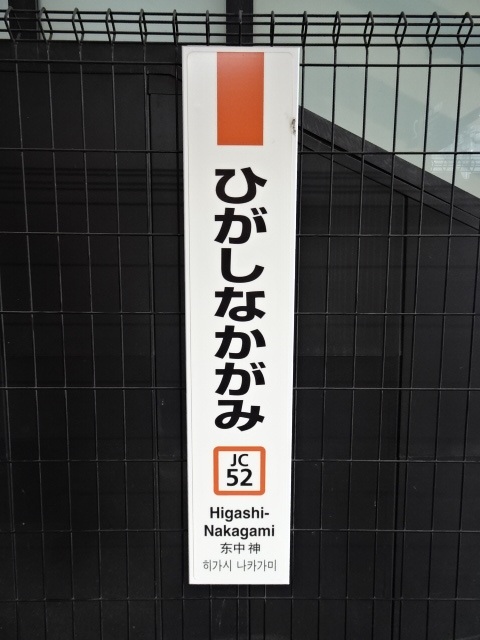 ひがしなかがみ
JC
52
Higashi-
Nakagami
东中神
히가시 나카가미